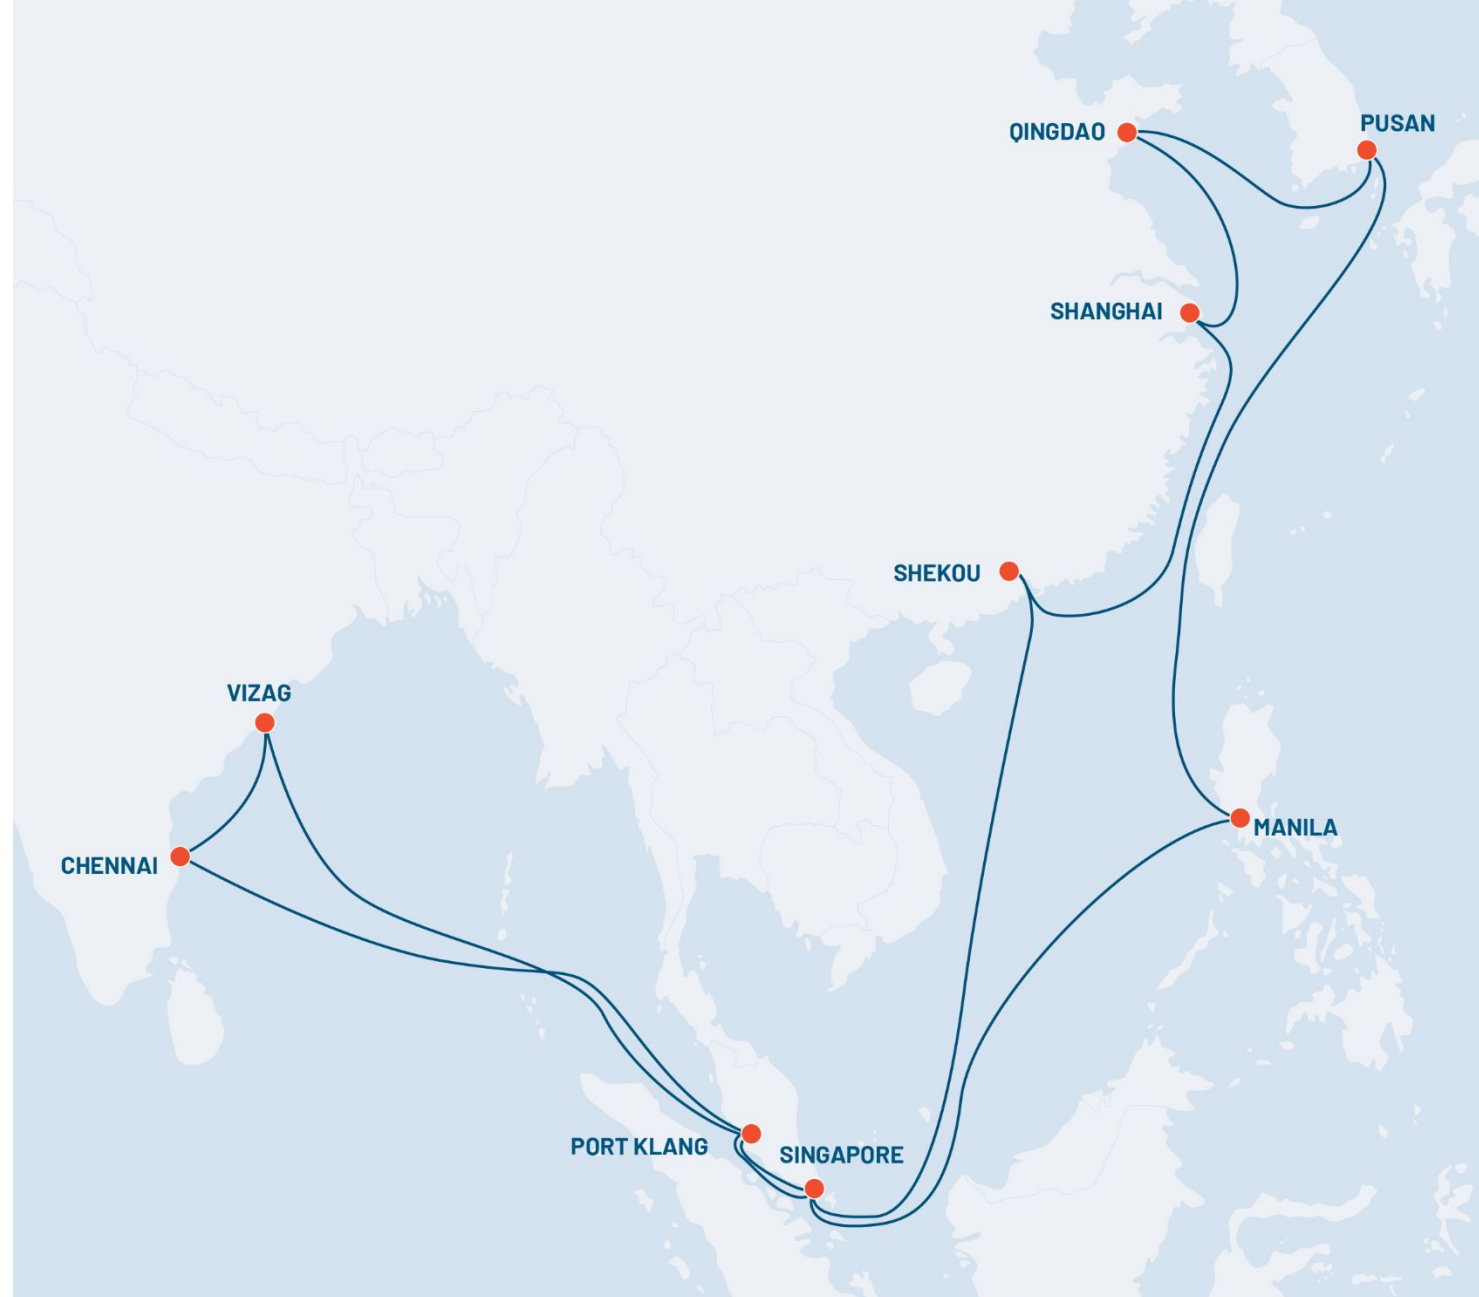 PUSAN
QINGDAO
SHANGHAI
SHEKOU
VIZAG
MANILA
CHENNAI
PORT KLANG
SINGAPORE